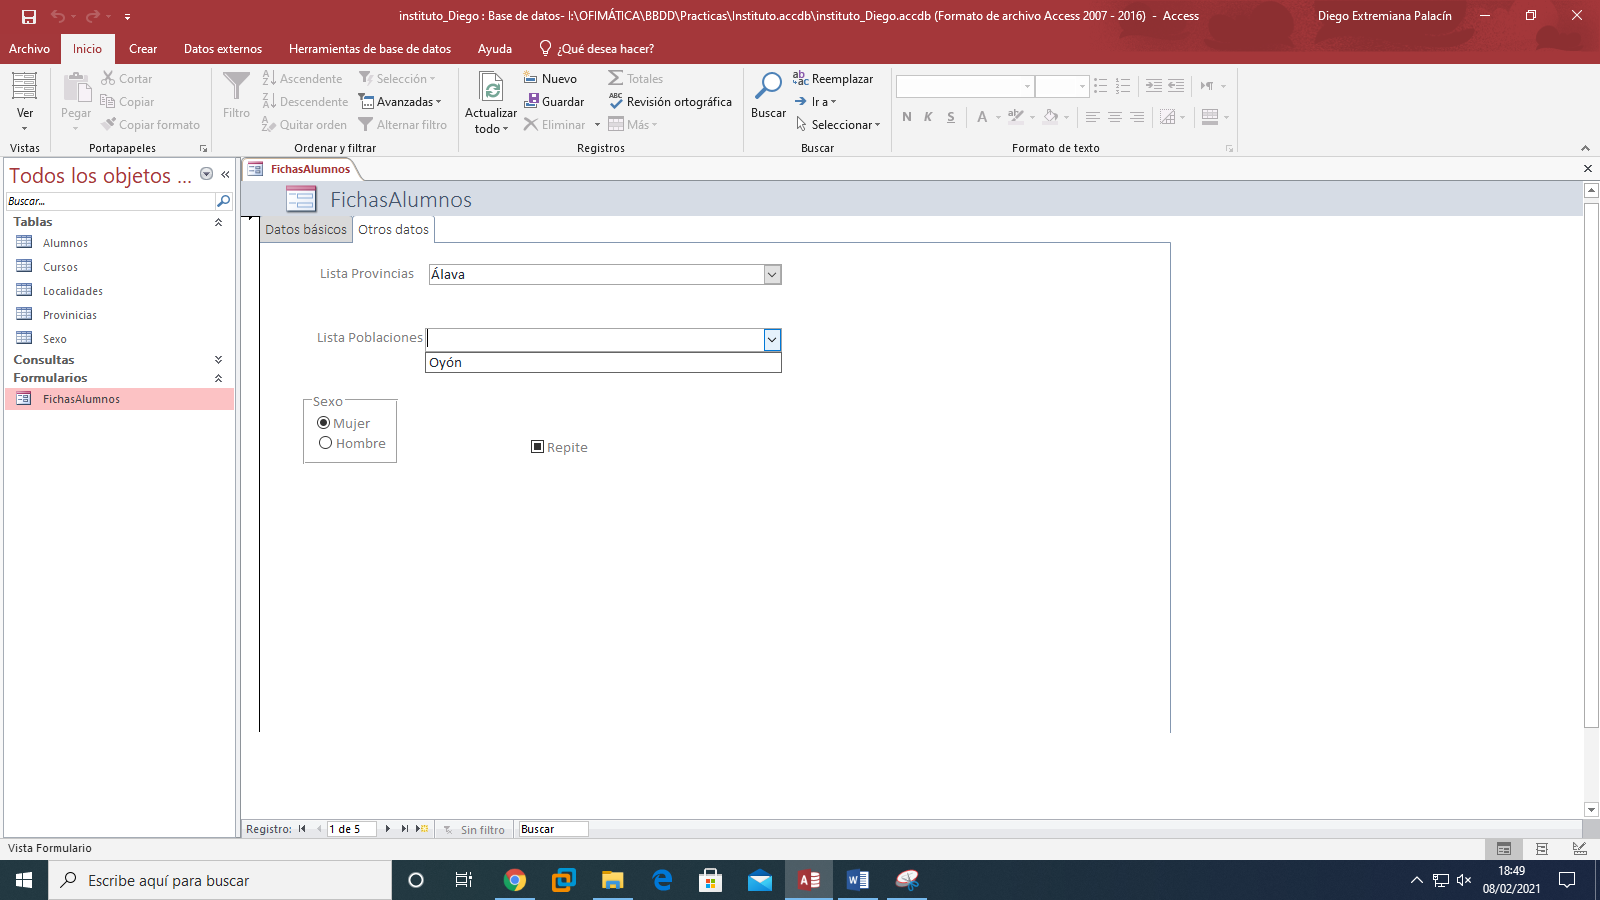 instituto_Diego : Base de datos- I:\OFIMÁTICA\BBDD\Practicas\Instituto.accdb\instituto_Diego.accdb (Formato de archivo Access 2007 - 2016) - Access
Diego Extremiana Palacín
Archivo Inicio Crear Datos externos Herramientas de base de datos Ayuda ¿Qué desea hacer?
Ver
Vistas
Pegar
Cortar
Copiar
Copiar formato
Portapapeles
Filtro
Ascendente
Descendente
Quitar orden
Selección
Avanzadas
Alternar filtro
Ordenar y filtrar
Actualizar
todo
Nuevo
Guardar
Eliminar
Totales
Revisión ortográfica
Más
Registros
Buscar
Reemplazar
Ir a
Seleccionar
Buscar
N K S A
Formato de texto
Todos los objetos ...
Buscar...
Tablas
Alumnos
Cursos
Localidades
Provinicias
Sexo
Consultas
Formularios
FichasAlumnos
FichasAlumnos
FichasAlumnos
Datos básicos Otros datos
Lista Provincias Álava
Lista Poblaciones
Oyón
Sexo
Mujer
Hombre
Repite
Registro: 1 de 5 Sin filtro Buscar
Vista Formulario
Escribe aquí para buscar
18:49
08/02/2021